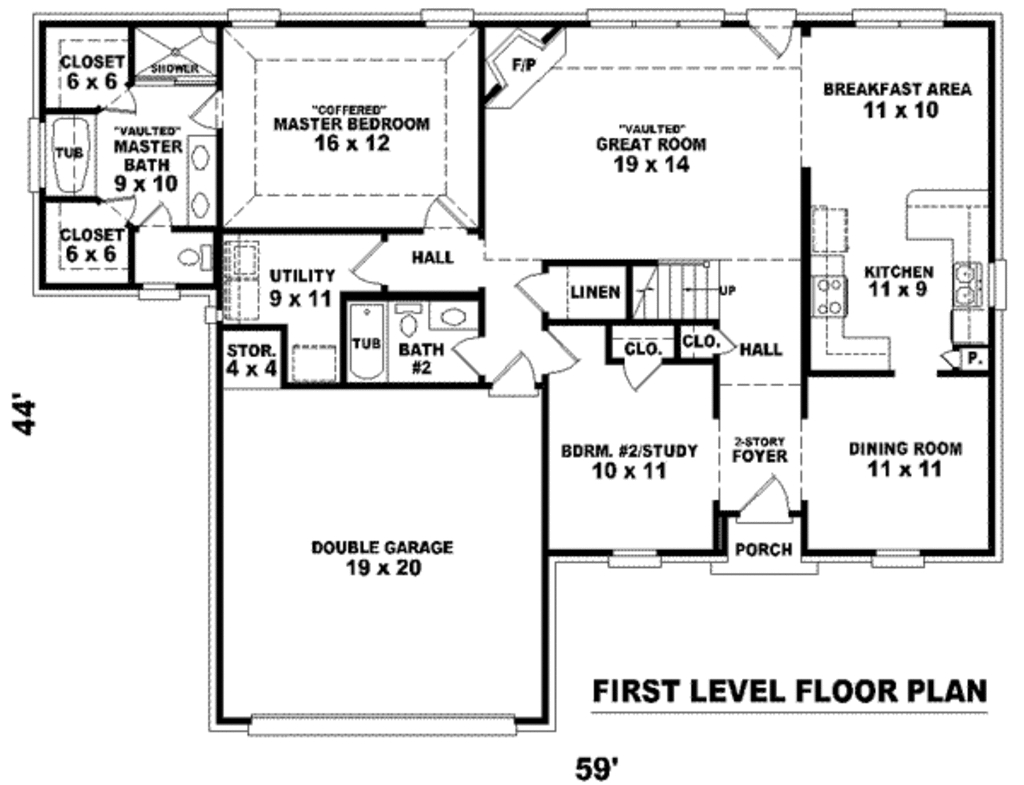 CLOSET
6 x 6
SHOWER
"VAULTED"
MASTER
BATH
9 x 10
TUB
CLOSET
6 x 6
"COFFERED"
MASTER BEDROOM
16 x 12
F/P
"VAULTED"
GREAT ROOM
19 x 14
BREAKFAST AREA
11 x 10
UTILITY
9 x 11
HALL
LINEN
UP
KITCHEN
11 x 9
P.
STOR.
4 x 4
TUB
BATH
#2
CLO.
CLO.
HALL
44'
BDRM. #2/STUDY
10 x 11
2-STORY
FOYER
DINING ROOM
11 x 11
DOUBLE GARAGE
19 x 20
PORCH
FIRST LEVEL FLOOR PLAN
59'